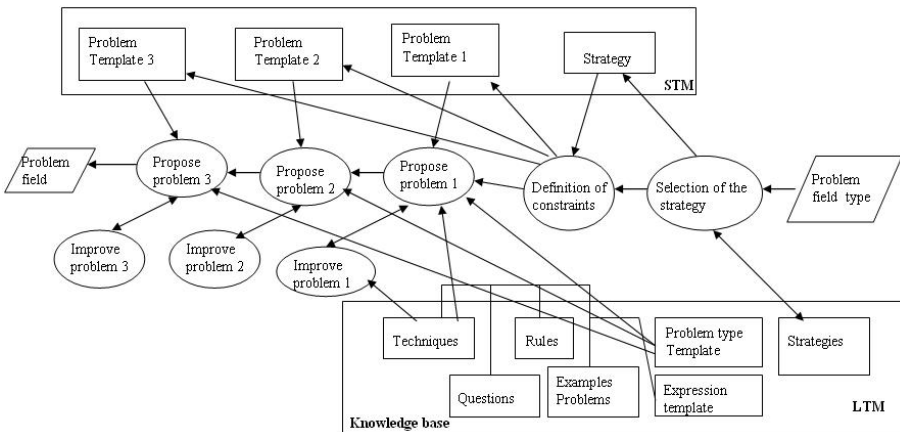 Problem
Template 3
Problem
Template 2
Problem
Template 1
Strategy
STM
Problem
field
Propose
problem 3
Propose
problem 2
Propose
problem 1
Definition of
constraints
Selection of the
strategy
Problem
field type
Improve
problem 3
Improve
problem 2
Improve
problem 1
Techniques
Rules
Problem type
Template
Strategies
Questions
Examples
Problems
Expression
template
LTM
Knowledge base